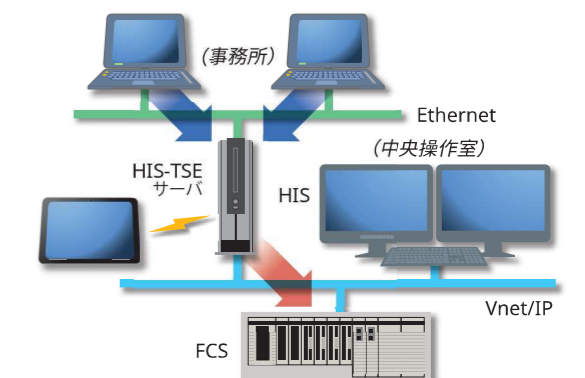 （事務所）
Ethernet
（中央操作室）
HIS-TSE
サーバ
HIS
Vnet/IP
FCS